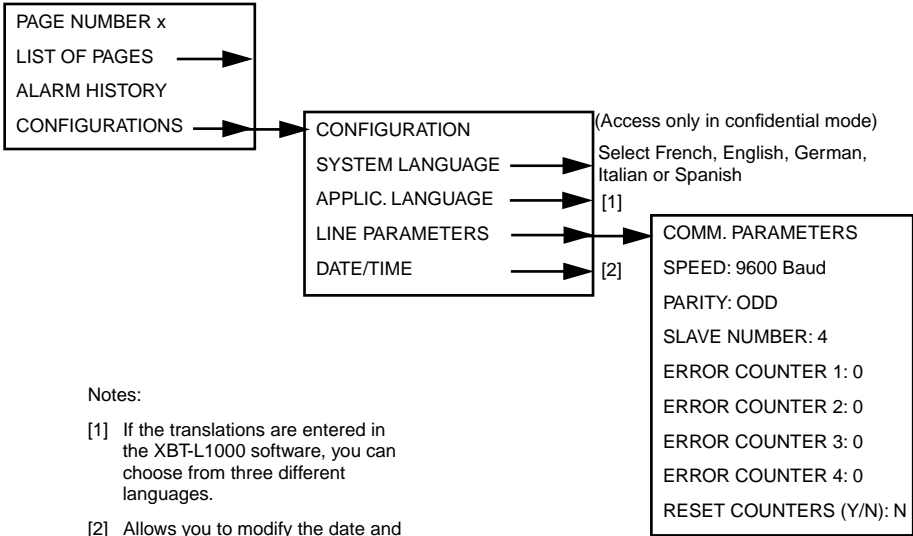 PAGE NUMBER x
LIST OF PAGES
ALARM HISTORY
CONFIGURATIONS
CONFIGURATION
SYSTEM LANGUAGE
APPLIC. LANGUAGE
LINE PARAMETERS
DATE/TIME
(Access only in confidential mode)
Select French, English, German,
Italian or Spanish
[1]
[2]
COMM. PARAMETERS
SPEED: 9600 Baud
PARITY: ODD
SLAVE NUMBER: 4
ERROR COUNTER 1: 0
ERROR COUNTER 2: 0
ERROR COUNTER 3: 0
ERROR COUNTER 4: 0
RESET COUNTERS (Y/N): N
Notes:
[1] If the translations are entered in
the XBT-L1000 software, you can
choose from three different
languages.
[2] Allows you to modify the date and